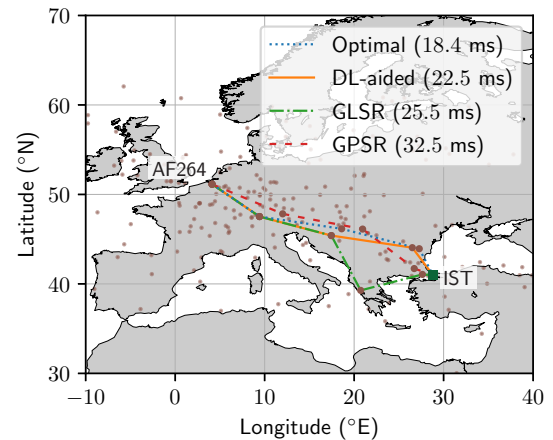 70
60
50
40
30
Latitude (°N)
Optimal (18.4 ms)
DL-aided (22.5 ms)
GLSR (25.5 ms)
GPSR (32.5 ms)
AF264
IST
−10
0
10
20
30
40
Longitude (°E)